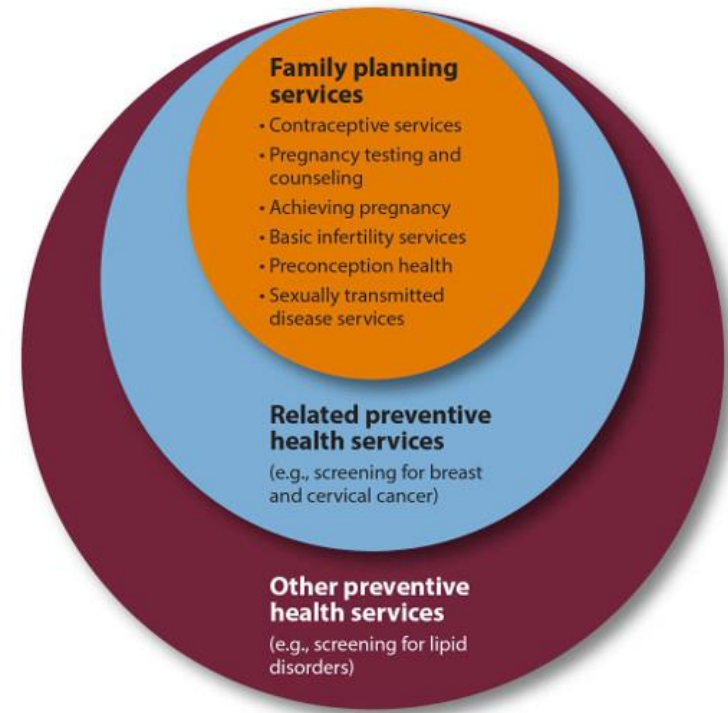 Family planning
services
• Contraceptive services
• Pregnancy testing and
counseling
• Achieving pregnancy
• Basic infertility services
• Preconception health
• Sexually transmitted
disease services
Related preventive
health services
(e.g., screening for breast
and cervical cancer)
Other preventive
health services
(e.g., screening for lipid
disorders)